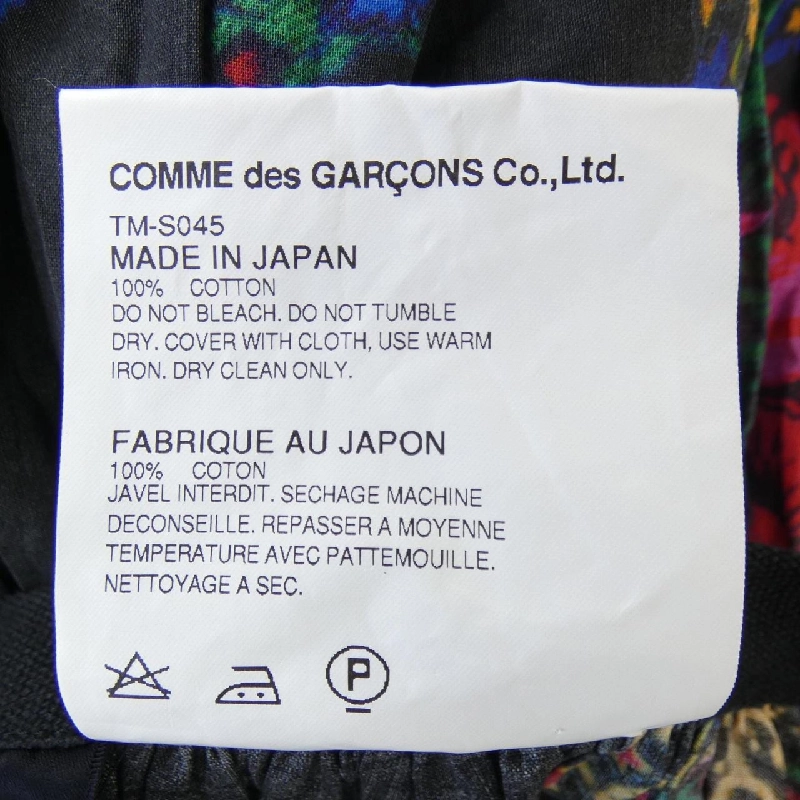 COMME des GARÇONS Co.,Ltd.
TM-S045
MADE IN JAPAN
100% COTTON
DO NOT BLEACH. DO NOT TUMBLE
DRY. COVER WITH CLOTH, USE WARM
IRON. DRY CLEAN ONLY.
FABRIQUE AU JAPON
100% COTON
JAVEL INTERDIT. SECHAGE MACHINE
DECONSEILLE. REPASSER A MOYENNE
TEMPERATURE AVEC PATTEMOUILLE.
NETTOYAGE A SEC.
P